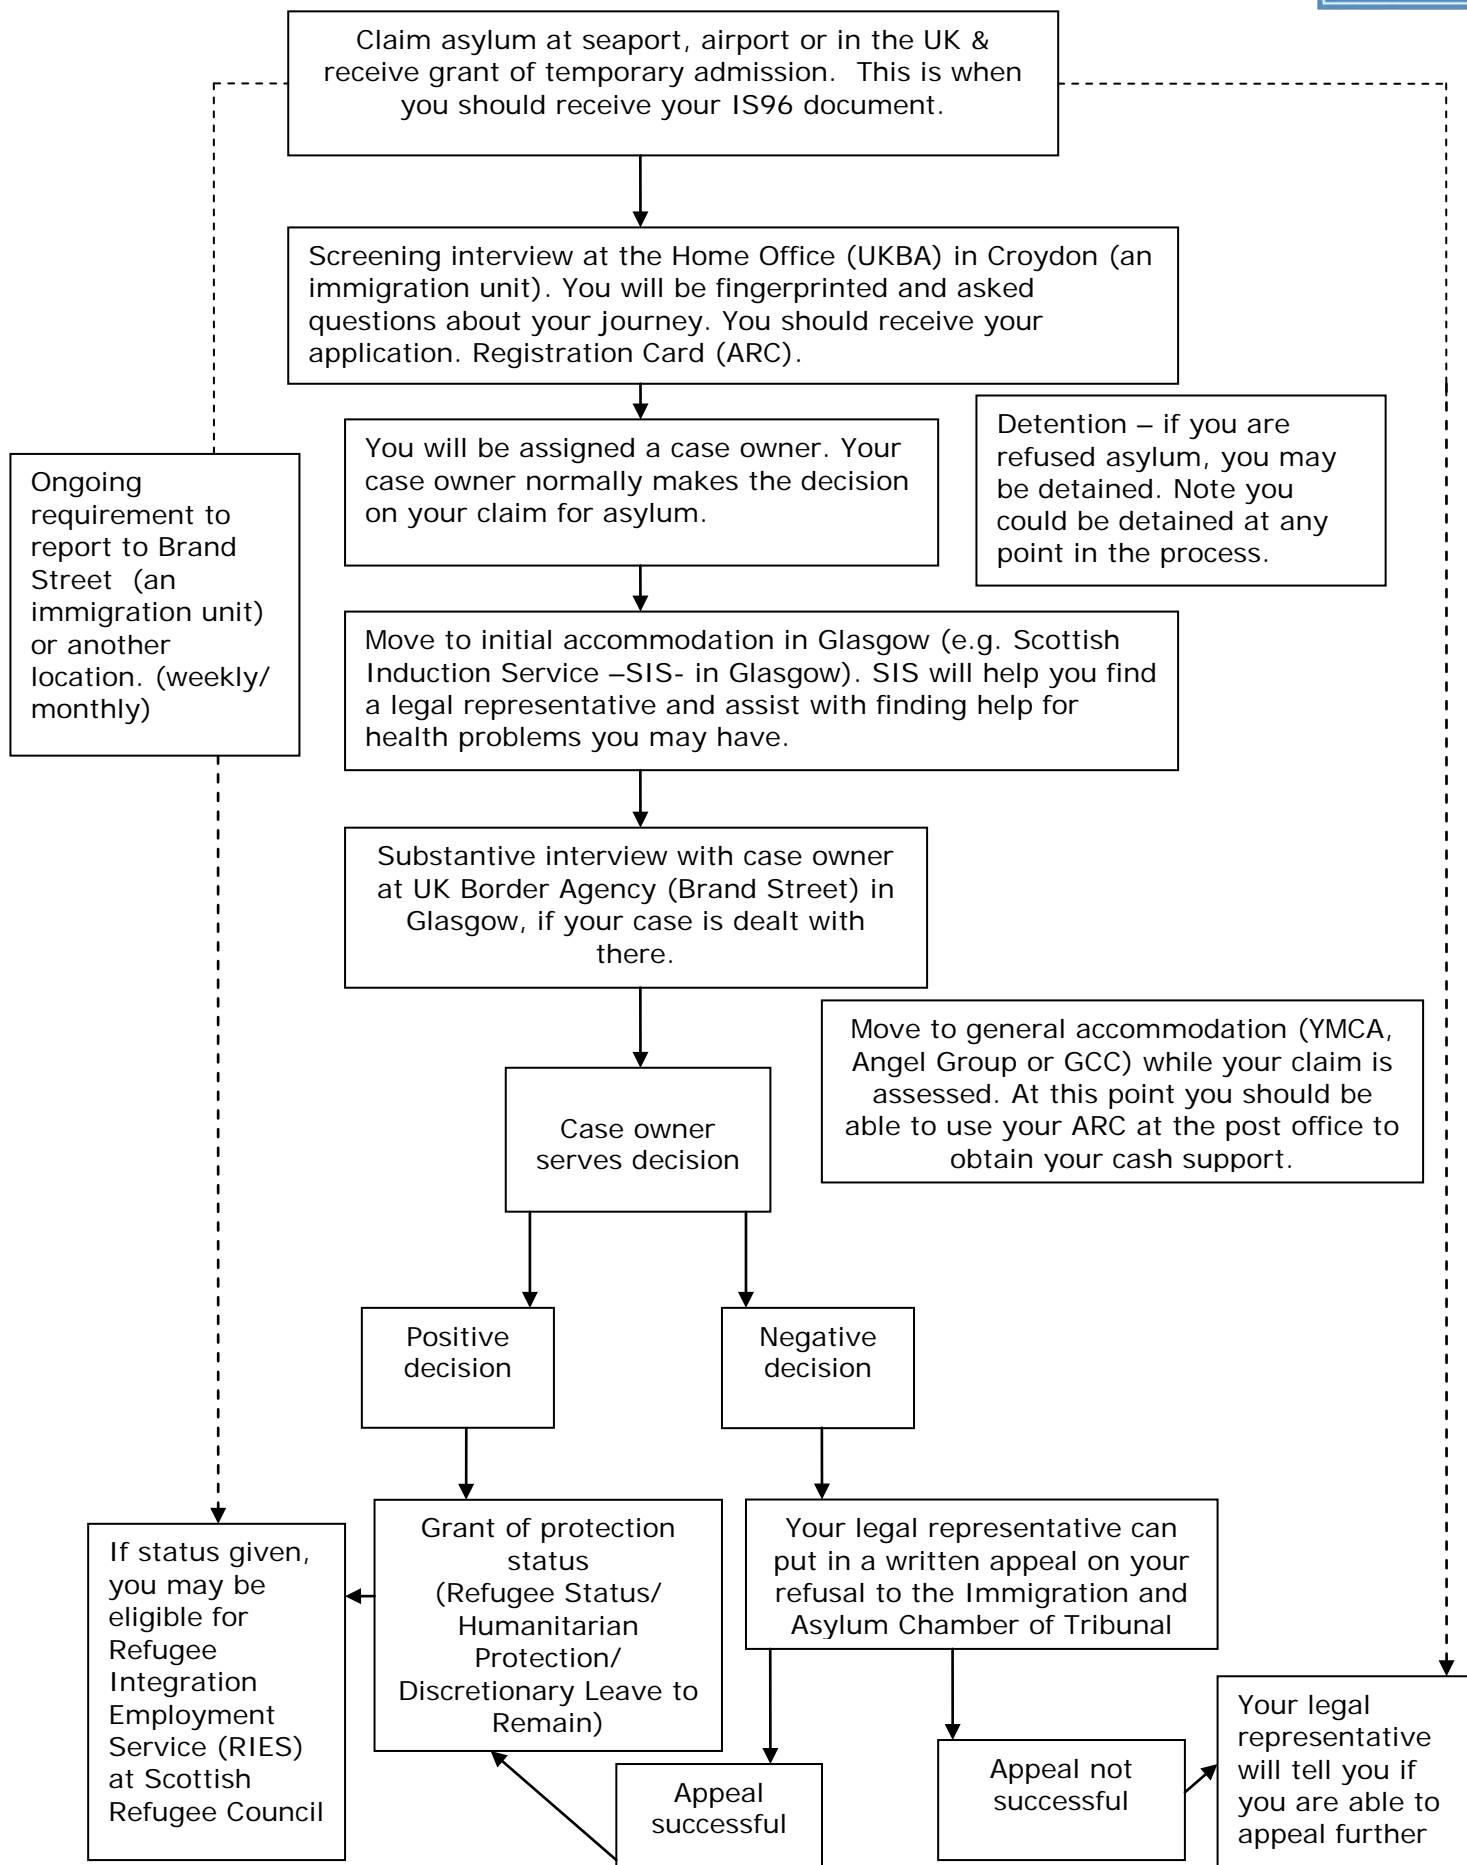 Claim asylum at seaport, airport or in the UK &
receive grant of temporary admission.  This is when
you should receive your IS96 document.
Screening interview at the Home Office (UKBA) in Croydon (an
immigration unit). You will be fingerprinted and asked
questions about your journey. You should receive your
application. Registration Card (ARC).
You will be assigned a case owner. Your
case owner normally makes the decision
on your claim for asylum.
Detention – if you are
refused asylum, you may
be detained. Note you
could be detained at any
point in the process.
Ongoing
requirement to
report to Brand
Street  (an
immigration unit)
or another
location. (weekly/
monthly)
Move to initial accommodation in Glasgow (e.g. Scottish
Induction Service –SIS- in Glasgow). SIS will help you find
a legal representative and assist with finding help for
health problems you may have.
Substantive interview with case owner
at UK Border Agency (Brand Street) in
Glasgow, if your case is dealt with
there.
Move to general accommodation (YMCA,
Angel Group or GCC) while your claim is
assessed. At this point you should be
able to use your ARC at the post office to
obtain your cash support.
Case owner
serves decision
Positive
decision
Negative
decision
If status given,
you may be
eligible for
Refugee
Integration
Employment
Service (RIES)
at Scottish
Refugee Council
Grant of protection
status
(Refugee Status/
Humanitarian
Protection/
Discretionary Leave to
Remain)
Your legal representative can
put in a written appeal on your
refusal to the Immigration and
Asylum Chamber of Tribunal
Appeal
successful
Appeal not
successful
Your legal
representative
will tell you if
you are able to
appeal further